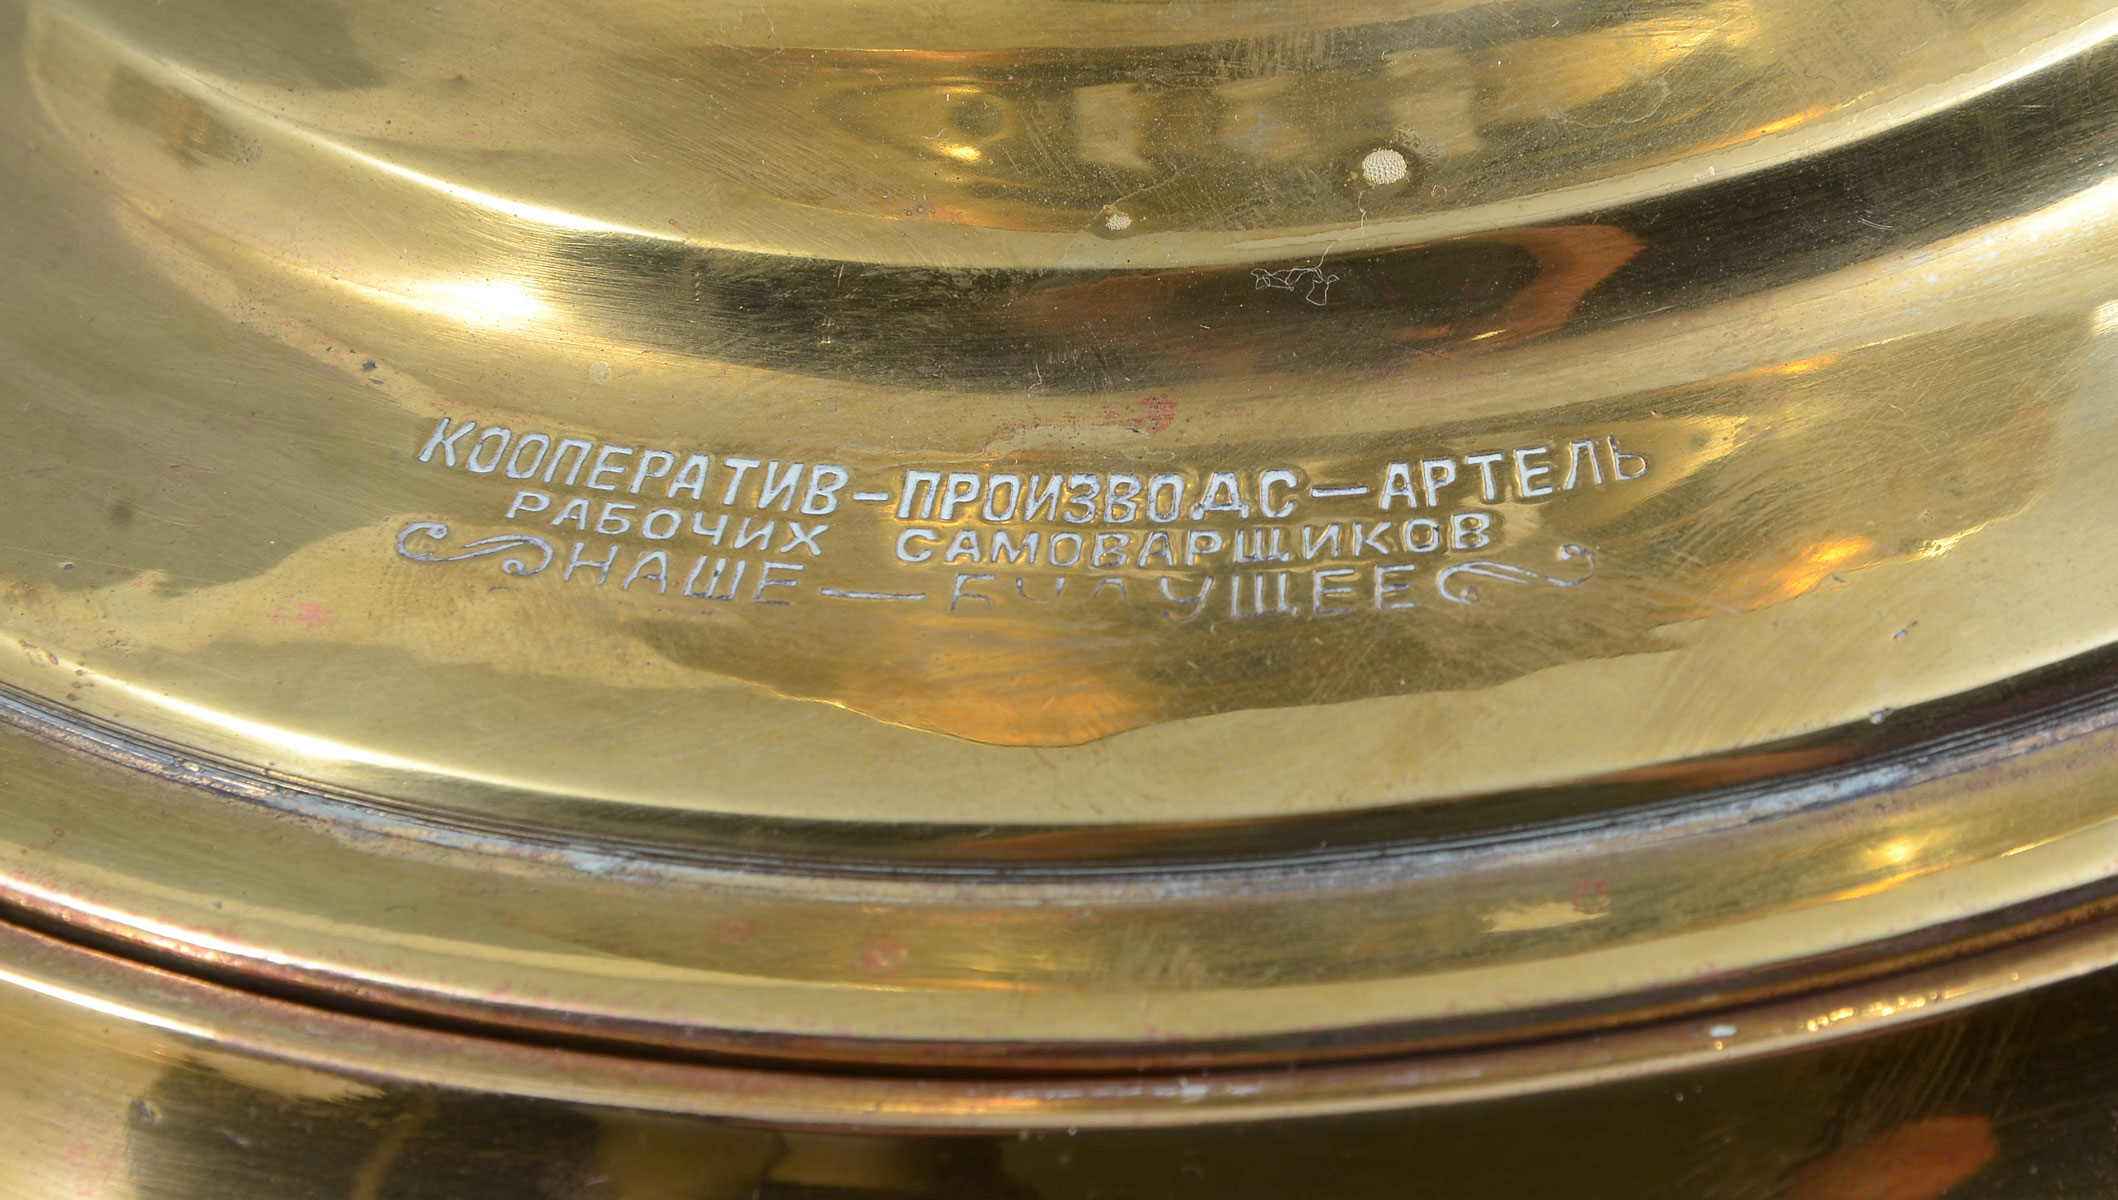 КООПЕРАТИВ-ПРОИЗВОДС-АРТЕЛЬ
РАБОЧИХ САМОВАРЩИКОВ
НАШЕ - БУДУЩЕЕ